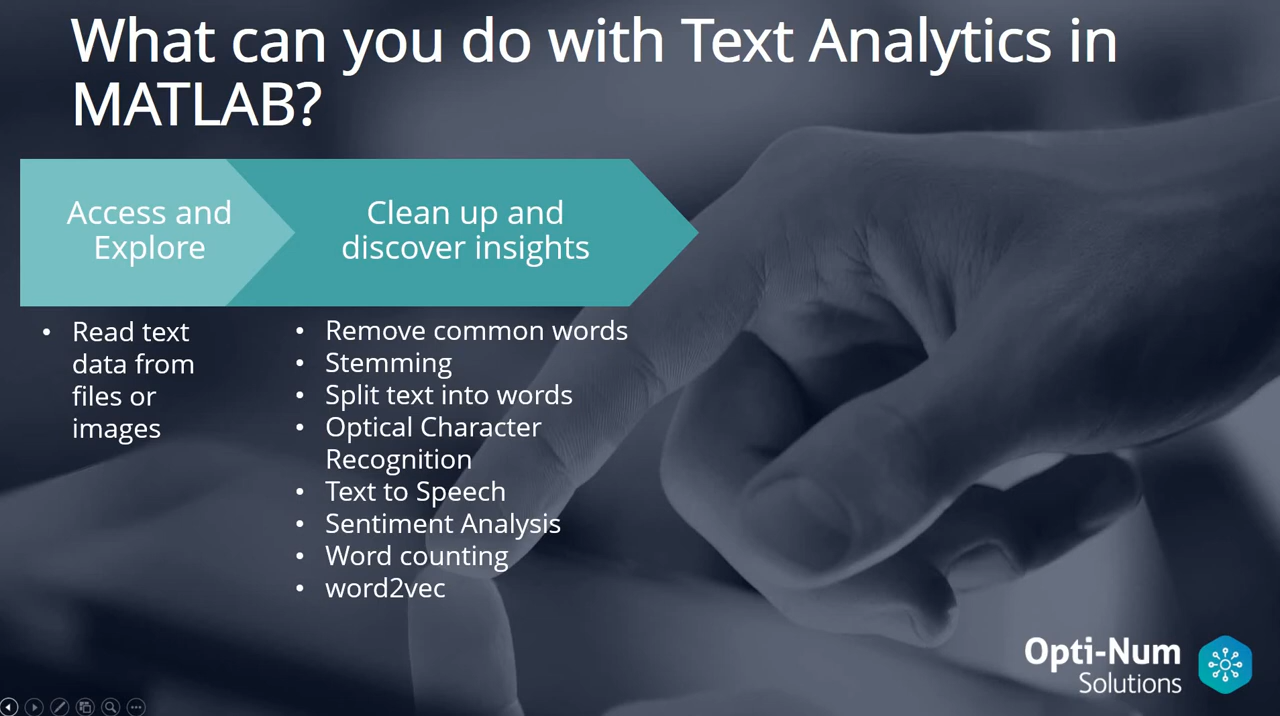 What can you do with Text Analytics in
MATLAB?
Access and
Explore
Clean up and
discover insights
• Read text
data from
files or
images
• Remove common words
• Stemming
• Split text into words
• Optical Character
Recognition
• Text to Speech
• Sentiment Analysis
• Word counting
• word2vec
Opti-Num
Solutions